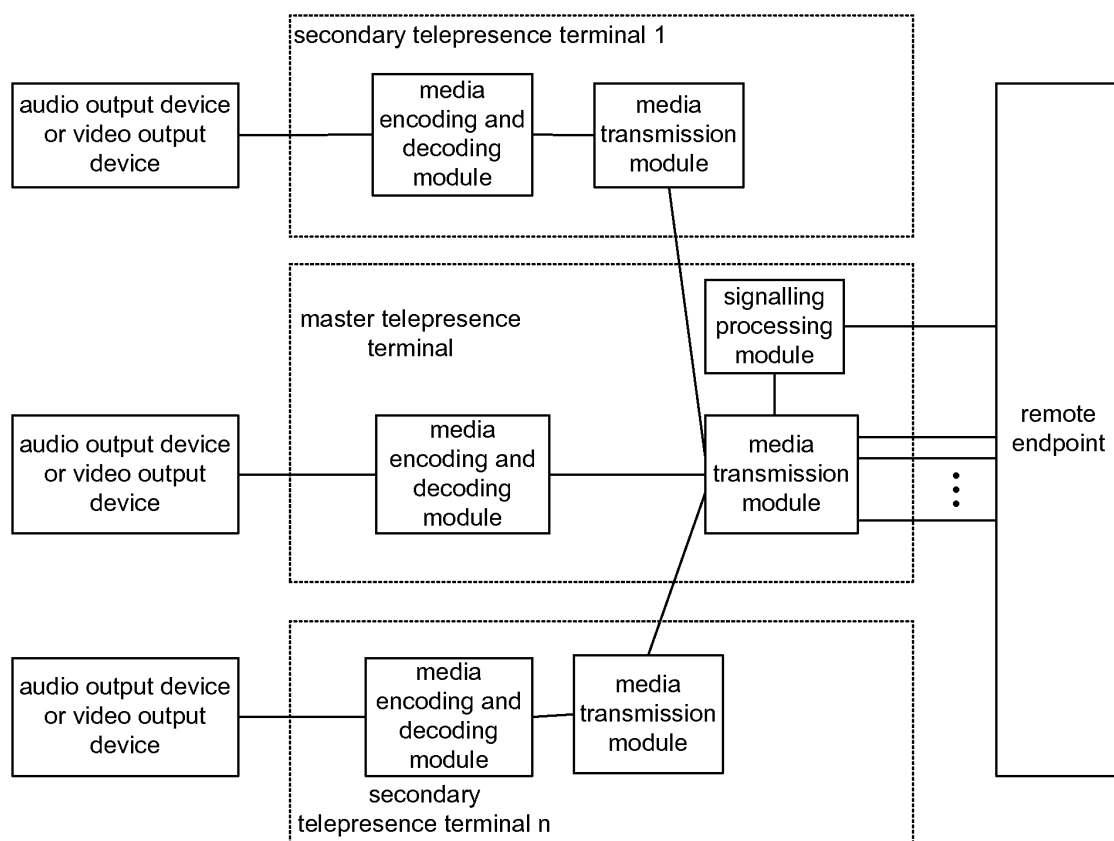 secondary telepresence terminal 1
audio output device
or video output
device
media
encoding and
decoding
module
media
transmission
module
master telepresence
terminal
signalling
processing
module
audio output device
or video output
device
media
encoding and
decoding
module
media
transmission
module
remote
endpoint
audio output device
or video output
device
media
encoding and
decoding
module
media
transmission
module
secondary
telepresence terminal n